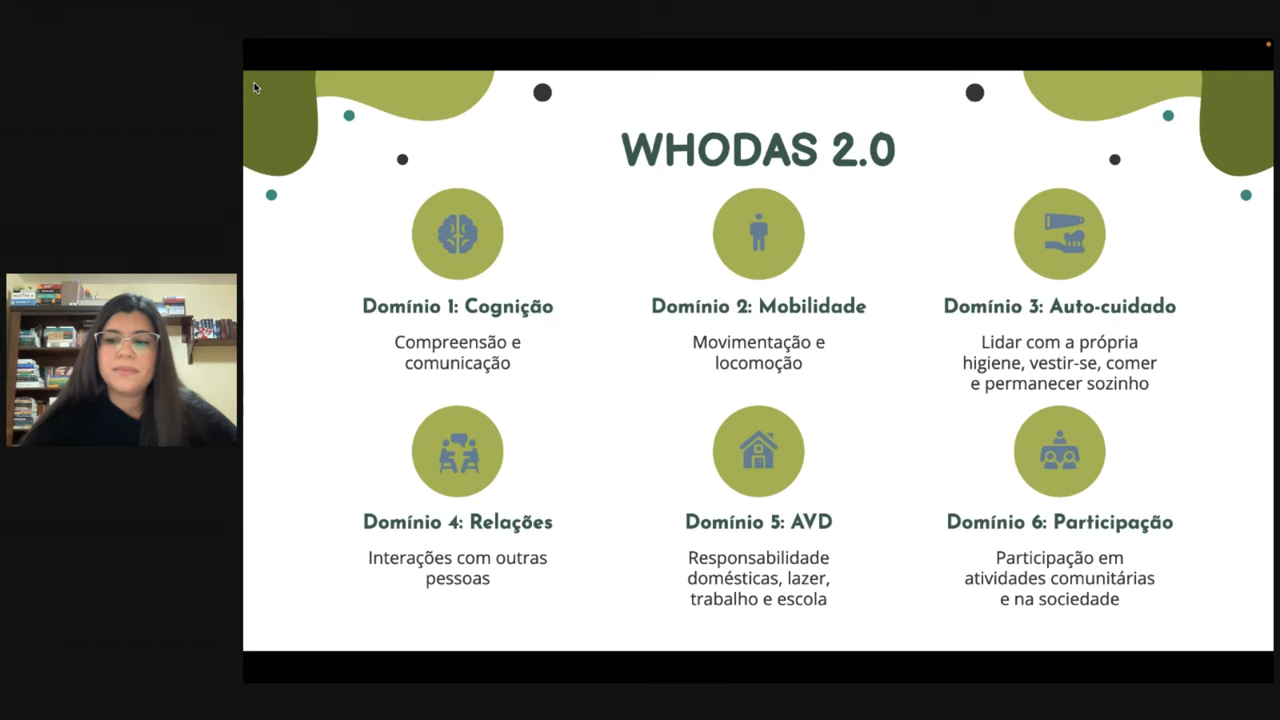 WHODAS 2.0
Domínio 1: Cognição
Compreensão e
comunicação
Domínio 2: Mobilidade
Movimentação e
locomoção
Domínio 3: Auto-cuidado
Lidar com a própria
higiene, vestir-se, comer
e permanecer sozinho
Domínio 4: Relações
Interações com outras
pessoas
Domínio 5: AVD
Responsabilidade
domésticas, lazer,
trabalho e escola
Domínio 6: Participação
Participação em
atividades comunitárias
e na sociedade